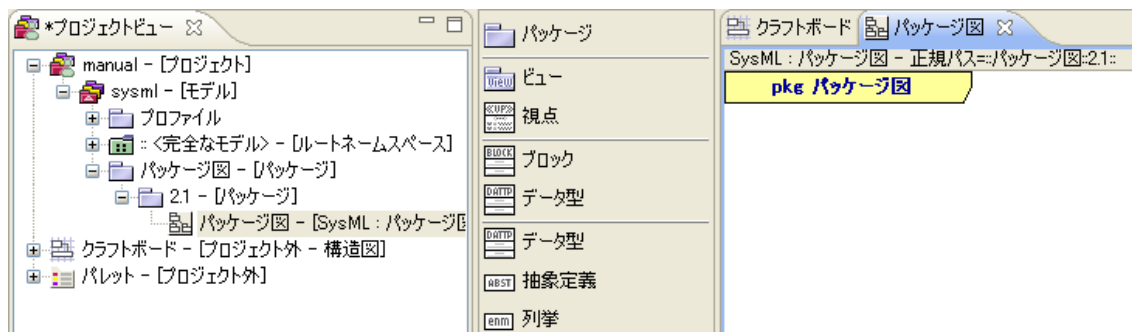 *プロジェクトビュー
manual - [プロジェクト]
sysml - [モデル]
プロファイル
:: <完全なモデル> - [ルートネームスペース]
パッケージ図 - [パッケージ]
2.1 - [パッケージ]
パッケージ図 - [SysML : パッケージ図
クラフトボード - [プロジェクト外 - 構造図]
パレット - [プロジェクト外]
パッケージ
View ビュー
視点
BLOCK ブロック
DATTP データ型
DATTP データ型
ABST 抽象定義
enm 列挙
クラフトボード パッケージ図
SysML : パッケージ図 - 正規パス=::パッケージ図::2.1::
pkg パッケージ図